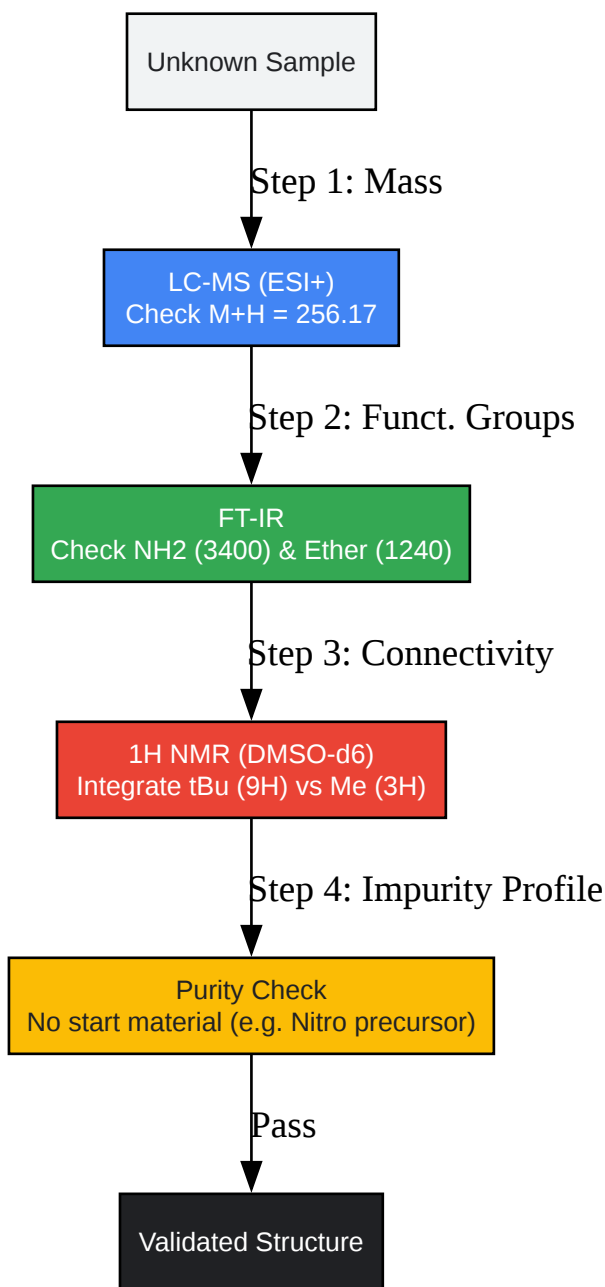 Unknown Sample
Step 1: Mass
LC-MS (ESI+)
Check M+H = 256.17
Step 2: Funct. Groups
FT-IR
Check NH2 (3400) & Ether (1240)
Step 3: Connectivity
1H NMR (DMSO-d6)
Integrate tBu (9H) vs Me (3H)
Step 4: Impurity Profile
Purity Check
No start material (e.g. Nitro precursor)
Pass
Validated Structure